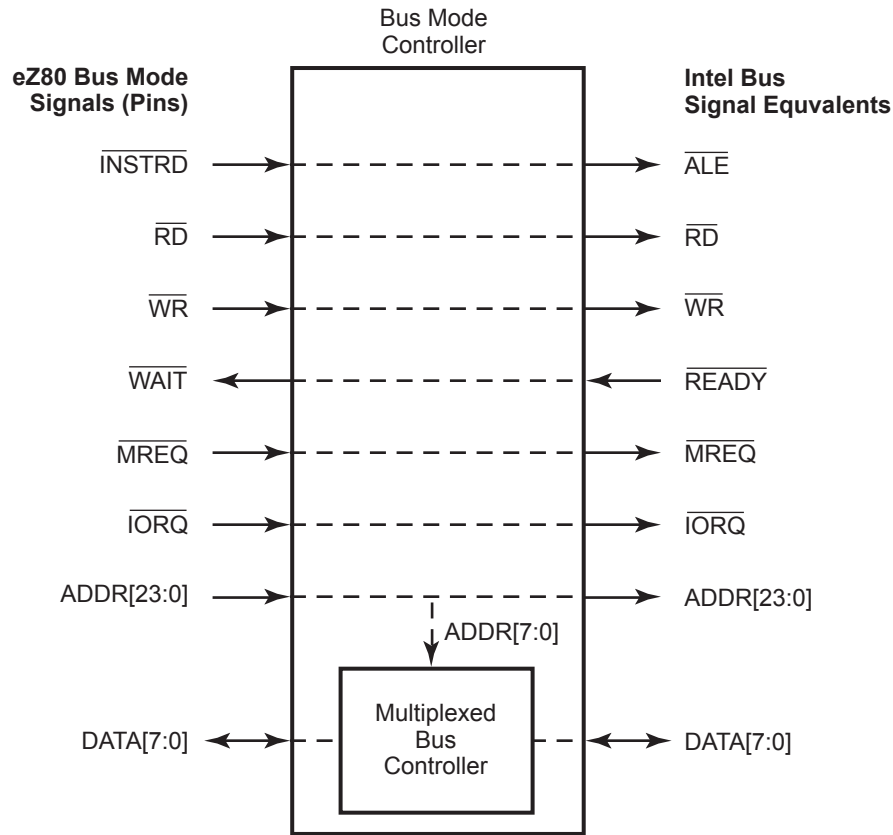 Bus Mode
Controller
eZ80 Bus Mode
Signals (Pins)
Intel Bus
Signal Equvalents
INSTRD
ALE
RD
RD
WR
WR
WAIT
READY
MREQ
MREQ
IORQ
IORQ
ADDR[23:0]
ADDR[23:0]
ADDR[7:0]
Multiplexed
Bus
Controller
DATA[7:0]
DATA[7:0]